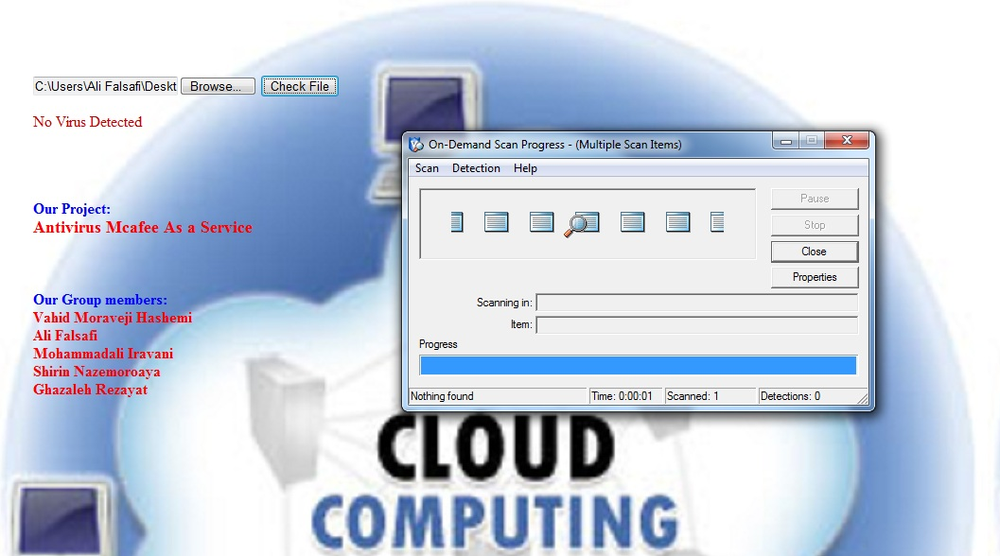 C:\Users\Ali Falsafi\Deskt Browse... Check File
No Virus Detected
Our Project:
Antivirus Mcafee As a Service
Our Group members:
Vahid Moraveji Hashemi
Ali Falsafi
Mohammadali Iravani
Shirin Nazemoroaya
Ghazaleh Rezayat
On-Demand Scan Progress - (Multiple Scan Items)
Scan Detection Help
Pause
Stop
Close
Properties
Scanning in:
Item:
Progress
Nothing found Time: 0:00:01 Scanned: 1 Detections: 0
CLOUD
COMPUTING